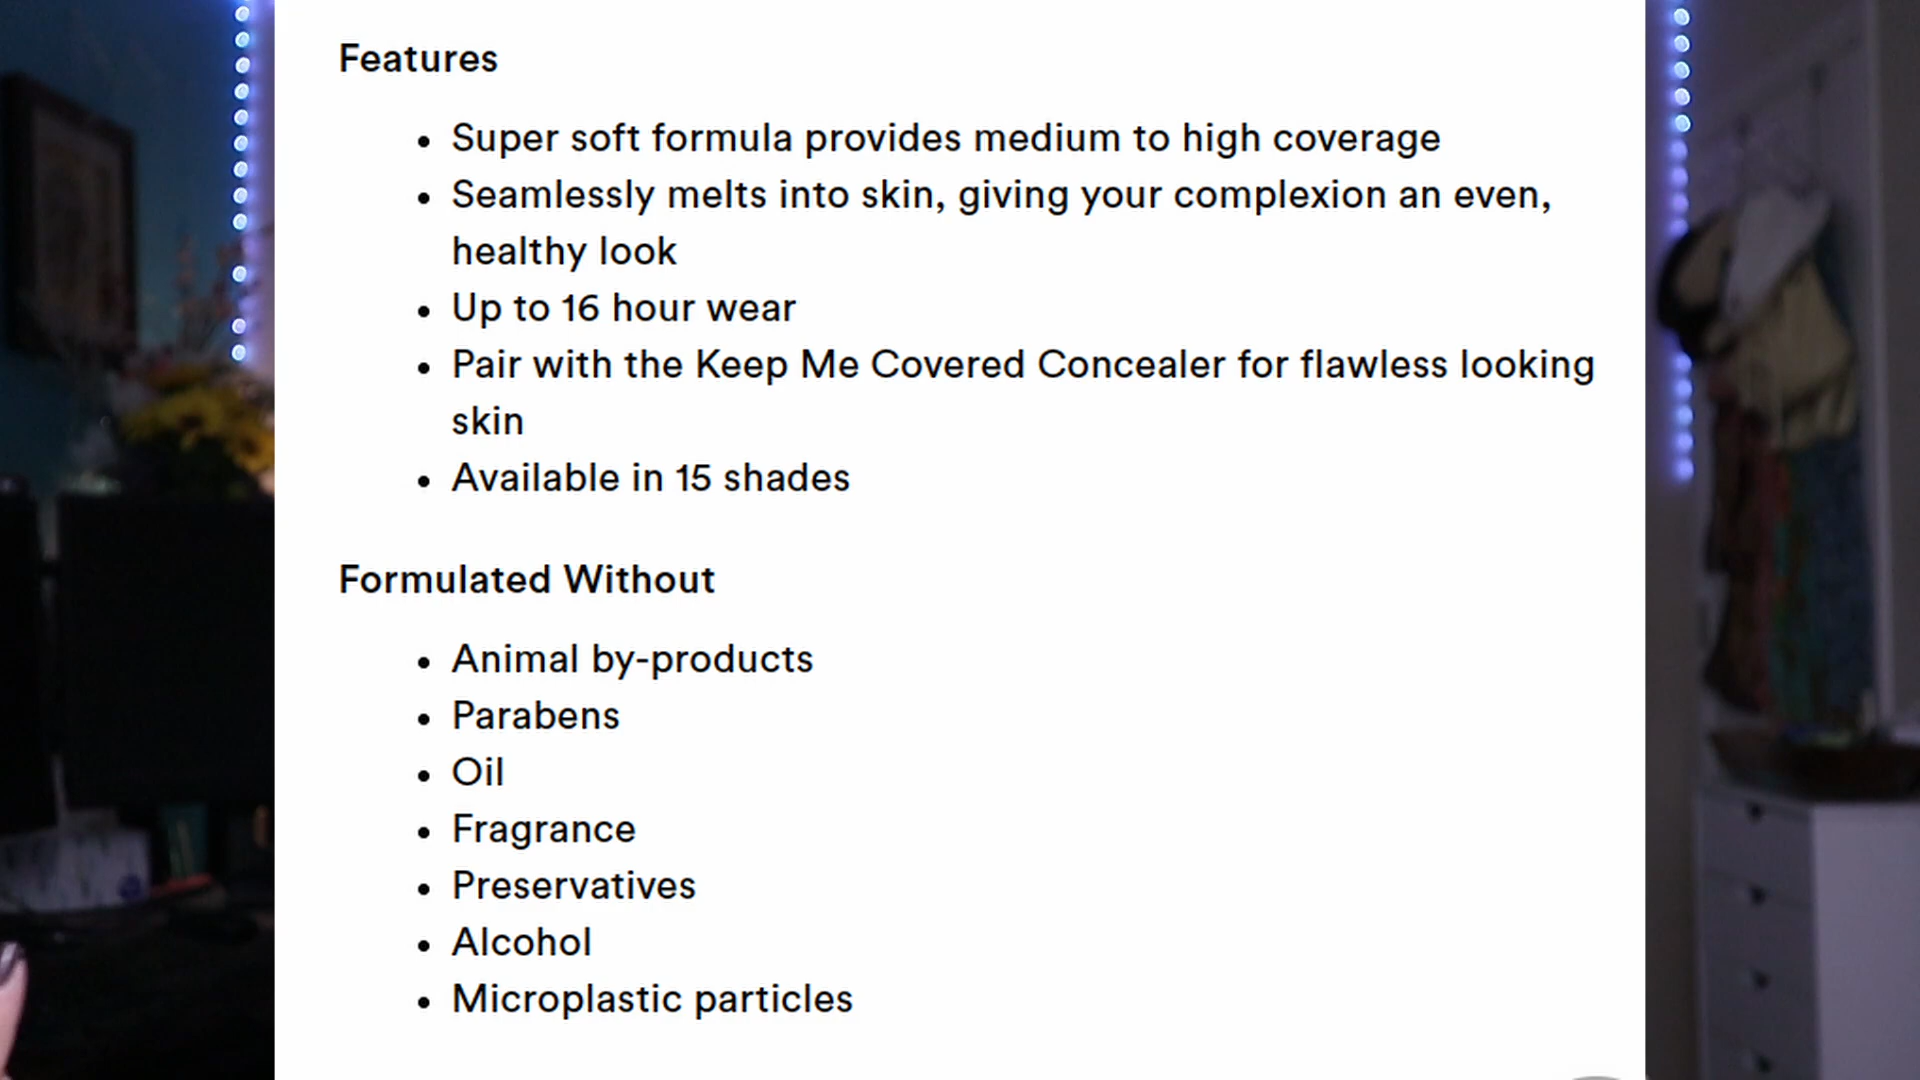 Features
• Super soft formula provides medium to high coverage
• Seamlessly melts into skin, giving your complexion an even,
healthy look
• Up to 16 hour wear
• Pair with the Keep Me Covered Concealer for flawless looking
skin
• Available in 15 shades
Formulated Without
• Animal by-products
• Parabens
• Oil
• Fragrance
• Preservatives
• Alcohol
• Microplastic particles